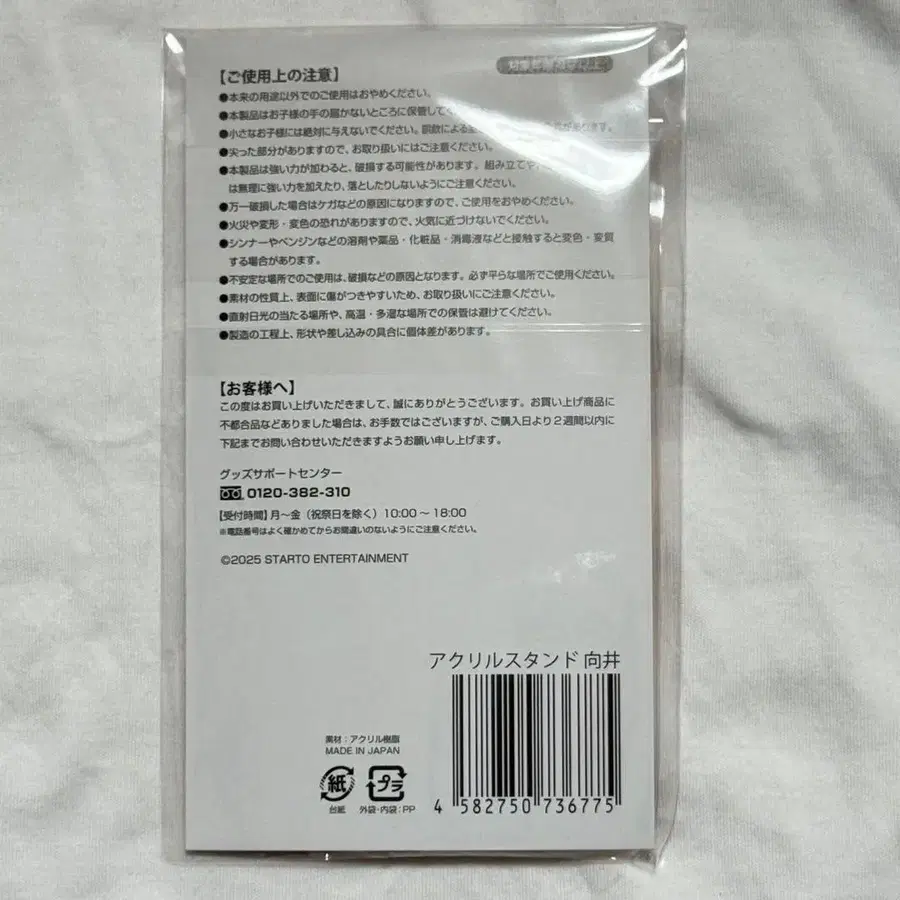 【ご使用上の注意】
●本来の用途以外でのご使用はおやめください。
●本製品はお子様の手の届かないところに保管して
●小さなお子様には絶対に与えないでください。誤飲による があります。
●尖った部分がありますので、お取り扱いにはご注意ください。
●本製品は強い力が加わると、破損する可能性があります。組み立てや、
は無理に強い力を加えたり、落としたりしないようにご注意ください。
●万一破損した場合はケガなどの原因になりますので、ご使用をおやめください。
●火災や変形・変色の恐れがありますので、火気に近づけないでください。
●シンナーやベンジンなどの溶剤や薬品・化粧品・消毒液などと接触すると変色・変質
する場合があります。
●不安定な場所でのご使用は、破損などの原因となります。必ず平らな場所でご使用ください。
●素材の性質上、表面に傷がつきやすいため、お取り扱いにご注意ください。
●直射日光の当たる場所や、高温・多湿な場所での保管は避けてください。
●製造の工程上、形状や差し込みの具合に個体差があります。
【お客様へ】
この度はお買い上げいただきまして、誠にありがとうございます。お買い上げ商品に
不都合品などありました場合は、お手数ではございますが、ご購入日より2週間以内に
下記までお問い合わせいただきますようお願い申し上げます。
グッズサポートセンター
0120-382-310
【受付時間】月〜金（祝祭日を除く）10:00〜18:00
※電話番号はよく確かめてからお間違いのないようにご注意ください。
©2025 STARTO ENTERTAINMENT
アクリルスタンド 向井
素材：アクリル樹脂
MADE IN JAPAN
紙 プラ
台紙 外袋・内袋：PP
4 582750 736775